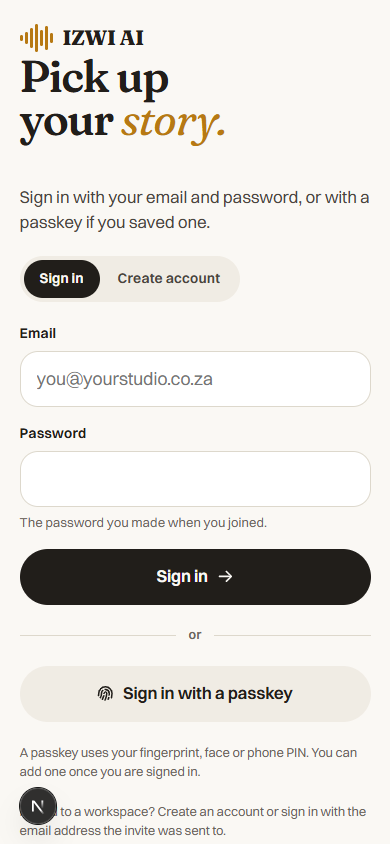 IZWI AI
Pick up
your story.
Sign in with your email and password, or with a
passkey if you saved one.
Sign in
Create account
Email
you@yourstudio.co.za
Password
The password you made when you joined.
Sign in →
or
Sign in with a passkey
A passkey uses your fingerprint, face or phone PIN. You can
add one once you are signed in.
N
to a workspace? Create an account or sign in with the
email address the invite was sent to.